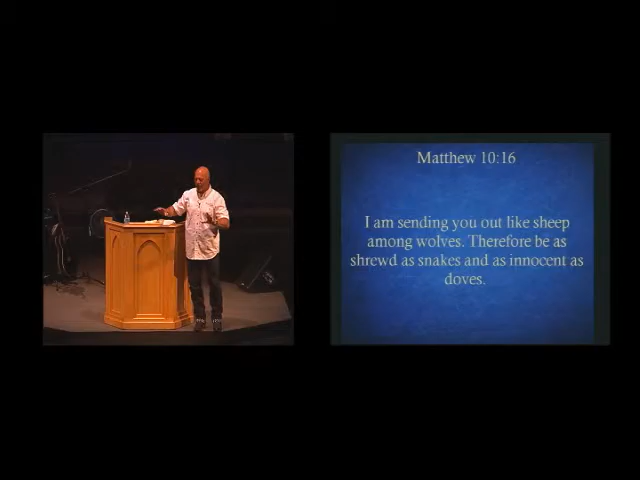 Matthew 10:16
I am sending you out like sheep
among wolves. Therefore be as
shrewd as snakes and as innocent as
doves.